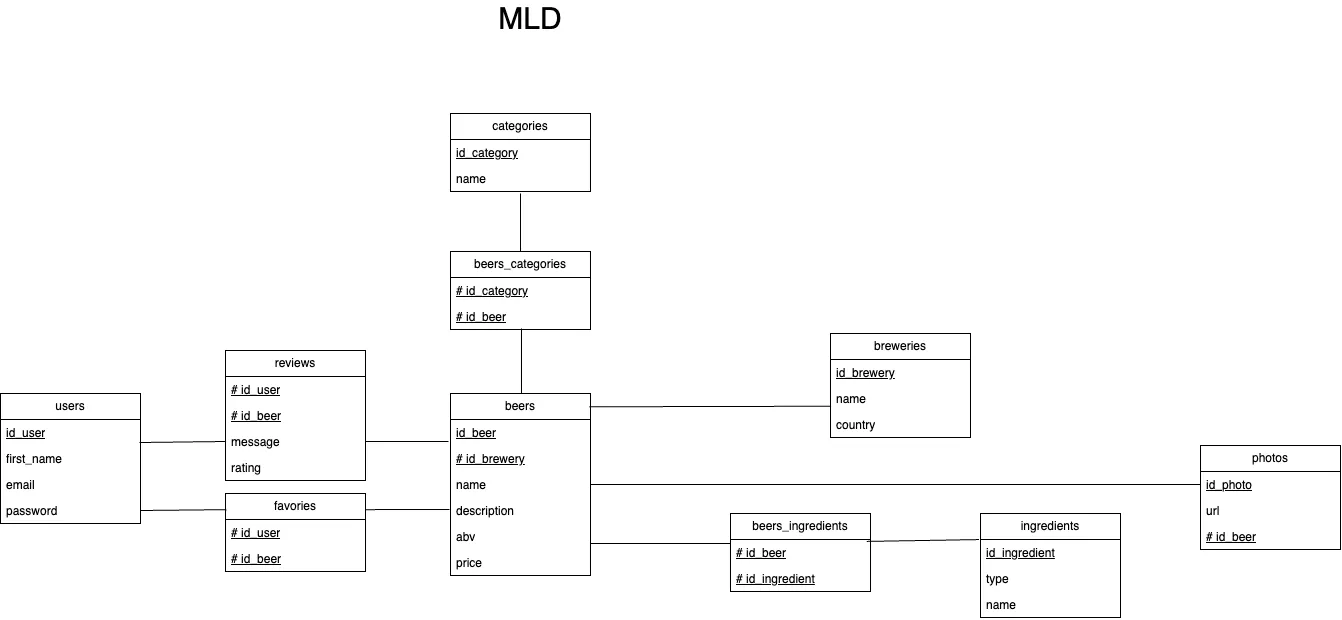 MLD
categories
id_category
name
beers_categories
# id_category
# id_beer
breweries
id_brewery
name
country
reviews
# id_user
# id_beer
message
rating
users
id_user
first_name
email
password
beers
id_beer
# id_brewery
name
description
abv
price
photos
id_photo
url
# id_beer
favories
# id_user
# id_beer
beers_ingredients
# id_beer
# id_ingredient
ingredients
id_ingredient
type
name